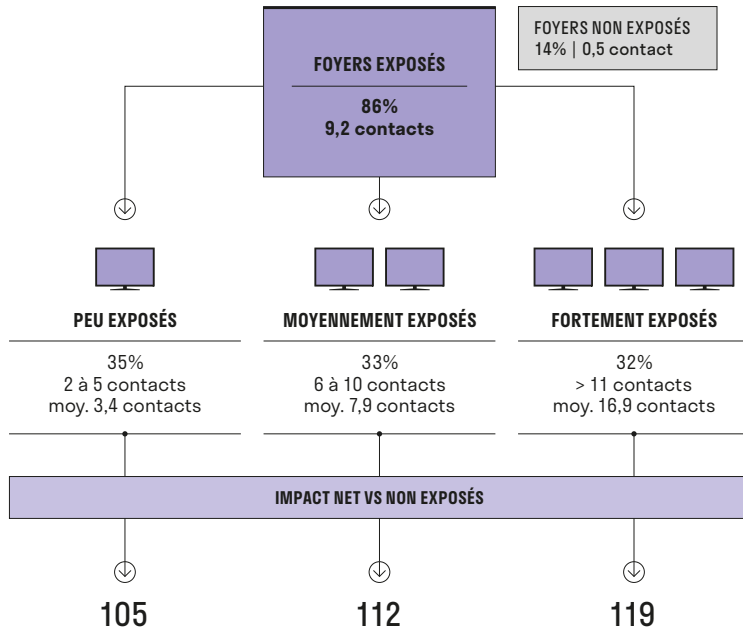 FOYERS NON EXPOSÉS
14% | 0,5 contact
FOYERS EXPOSÉS
86%
9,2 contacts
PEU EXPOSÉS
35%
2 à 5 contacts
moy. 3,4 contacts
MOYENNEMENT EXPOSÉS
33%
6 à 10 contacts
moy. 7,9 contacts
FORTEMENT EXPOSÉS
32%
> 11 contacts
moy. 16,9 contacts
IMPACT NET VS NON EXPOSÉS
105
112
119